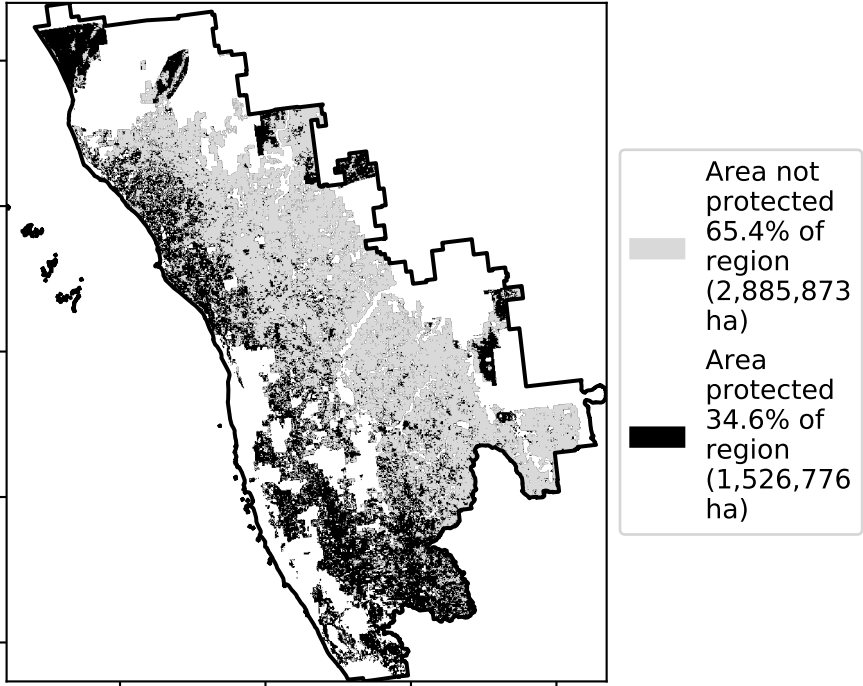 Area not
protected
65.4% of
region
(2,885,873
ha)
Area
protected
34.6% of
region
(1,526,776
ha)